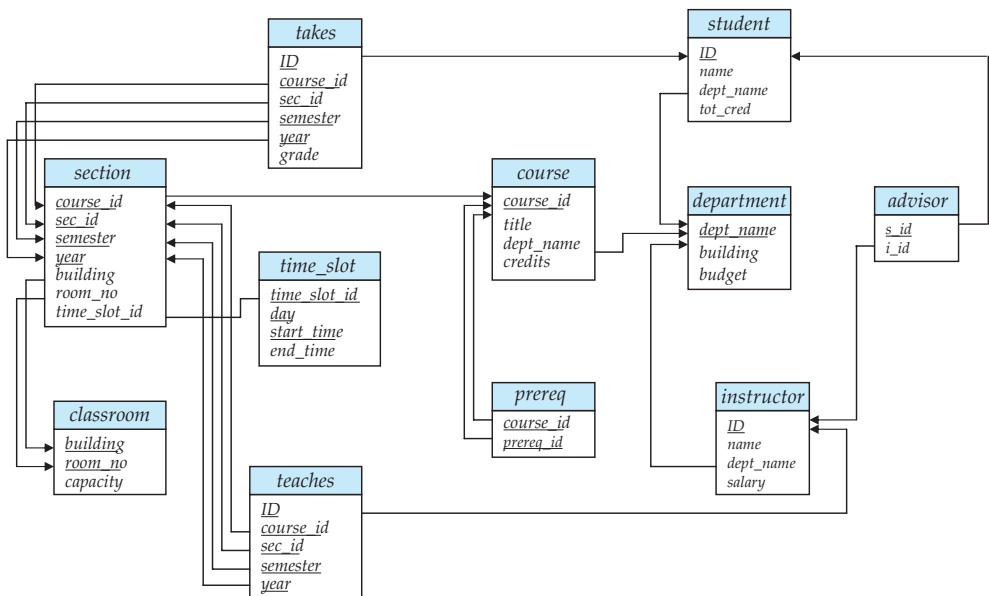 takes
ID
course_id
sec_id
semester
year
grade
student
ID
name
dept_name
tot_cred
section
course_id
sec_id
semester
year
building
room_no
time_slot_id
course
course_id
title
dept_name
credits
department
dept_name
building
budget
advisor
s_id
i_id
time_slot
time_slot_id
day
start_time
end_time
prereq
course_id
prereq_id
instructor
ID
name
dept_name
salary
classroom
building
room_no
capacity
teaches
ID
course_id
sec_id
semester
year